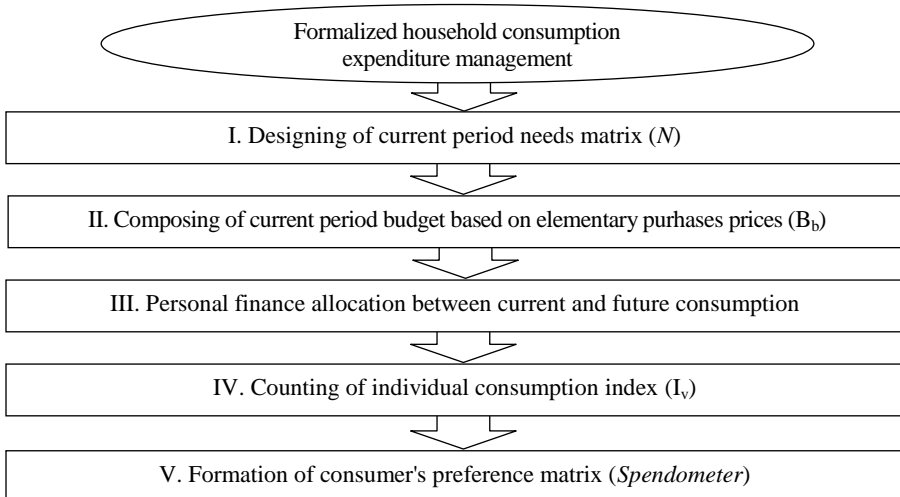 Formalized household consumption
expenditure management
I. Designing of current period needs matrix (N)
II. Composing of current period budget based on elementary purhases prices (Bb)
III. Personal finance allocation between current and future consumption
IV. Counting of individual consumption index (Iv)
V. Formation of consumer's preference matrix (Spendometer)